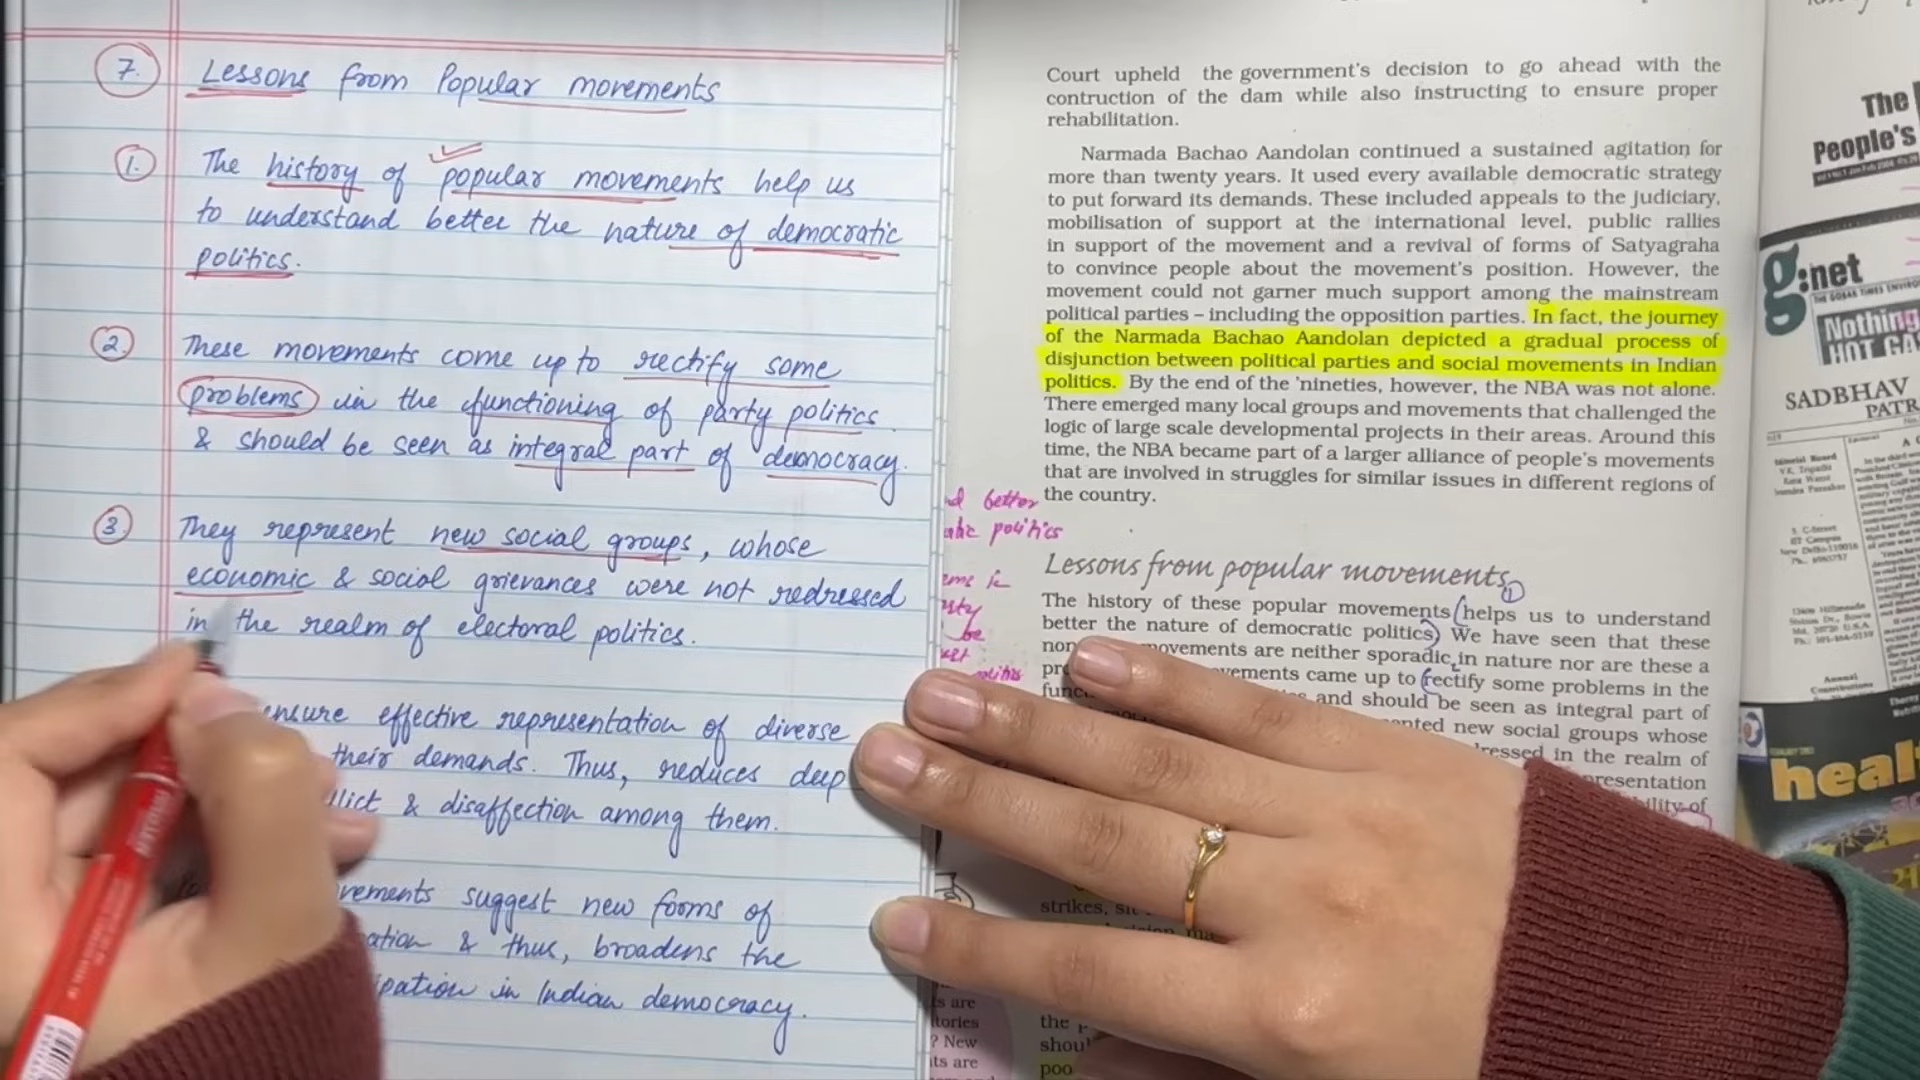 7. Lessons from Popular movements
1. The history of popular movements help us
to understand better the nature of democratic
politics.
2. These movements come up to rectify some
problems in the functioning of party politics
& should be seen as integral part of democracy.
3. They represent new social groups, whose
economic & social grievances were not redressed
in the realm of electoral politics.
ensure effective representation of diverse
their demands. Thus, reduces deep
& disaffection among them.
suggest new forms of
& thus, broadens the
in Indian democracy.
Court upheld the government's decision to go ahead with the
contruction of the dam while also instructing to ensure proper
rehabilitation.
Narmada Bachao Aandolan continued a sustained agitation for
more than twenty years. It used every available democratic strategy
to put forward its demands. These included appeals to the judiciary,
mobilisation of support at the international level, public rallies
in support of the movement and a revival of forms of Satyagraha
to convince people about the movement's position. However, the
movement could not garner much support among the mainstream
political parties – including the opposition parties. In fact, the journey
of the Narmada Bachao Aandolan depicted a gradual process of
disjunction between political parties and social movements in Indian
politics. By the end of the 'nineties, however, the NBA was not alone.
There emerged many local groups and movements that challenged the
logic of large scale developmental projects in their areas. Around this
time, the NBA became part of a larger alliance of people's movements
that are involved in struggles for similar issues in different regions of
the country.
better
politics
be
Lessons from popular movements
1
The history of these popular movements helps us to understand
better the nature of democratic politics. We have seen that these
non movements are neither sporadic in nature nor are these a
came up to rectify some problems in the
and should be seen as integral part of
new social groups whose
in the realm of
strikes,
the
poo
ts are
tories
? New
ts are
The
People's
g:net
Nothing
HOT
SADBHAV
heal